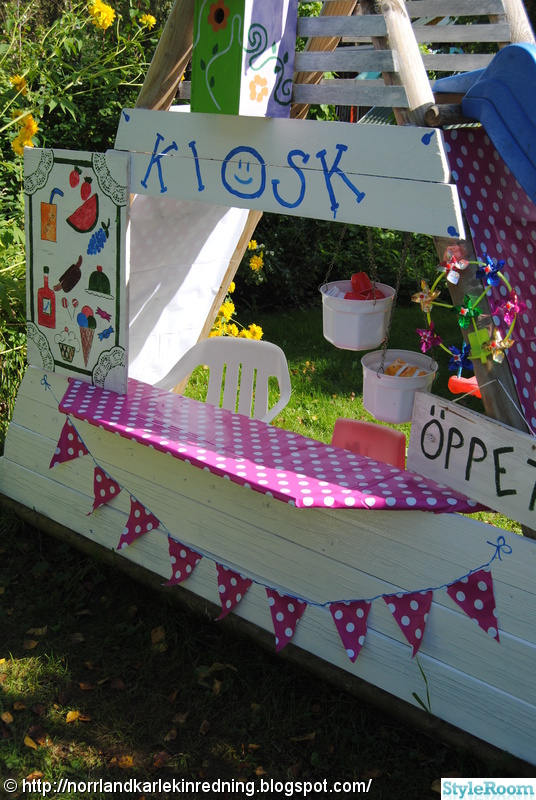 KIOSK
ÖPPET
© http://norrlandkarlekinredning.blogspot.com/
StyleRoom